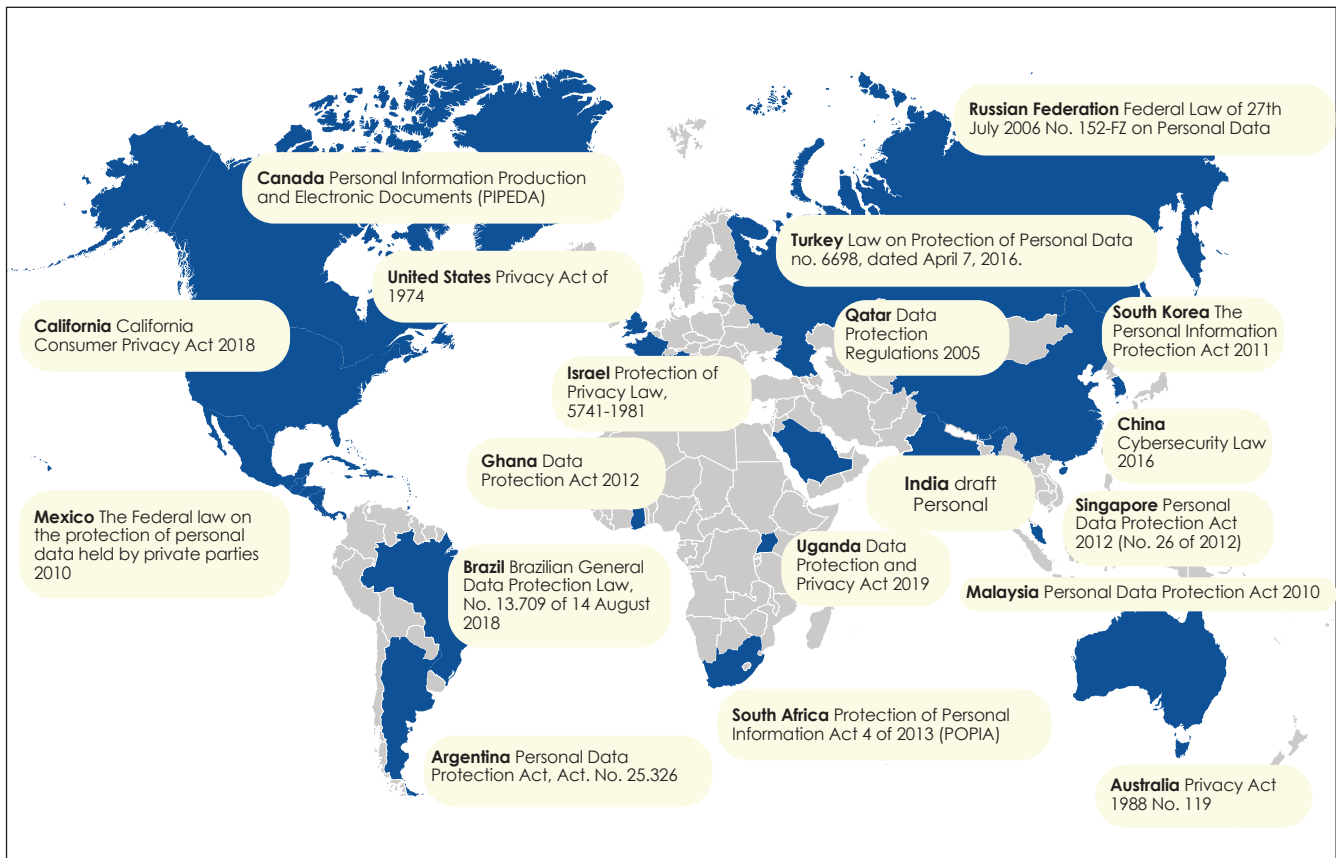 Russian Federation Federal Law of 27th
July 2006 No. 152-FZ on Personal Data
Canada Personal Information Production
and Electronic Documents (PIPEDA)
Turkey Law on Protection of Personal Data
no. 6698, dated April 7, 2016.
United States Privacy Act of
1974
California California
Consumer Privacy Act 2018
Qatar Data
Protection
Regulations 2005
South Korea The
Personal Information
Protection Act 2011
Israel Protection of
Privacy Law,
5741-1981
China
Cybersecurity Law
2016
Ghana Data
Protection Act 2012
India draft
Personal
Mexico The Federal law on
the protection of personal
data held by private parties
2010
Singapore Personal
Data Protection Act
2012 (No. 26 of 2012)
Uganda Data
Protection and
Privacy Act 2019
Brazil Brazilian General
Data Protection Law,
No. 13.709 of 14 August
2018
Malaysia Personal Data Protection Act 2010
South Africa Protection of Personal
Information Act 4 of 2013 (POPIA)
Argentina Personal Data
Protection Act, Act. No. 25.326
Australia Privacy Act
1988 No. 119